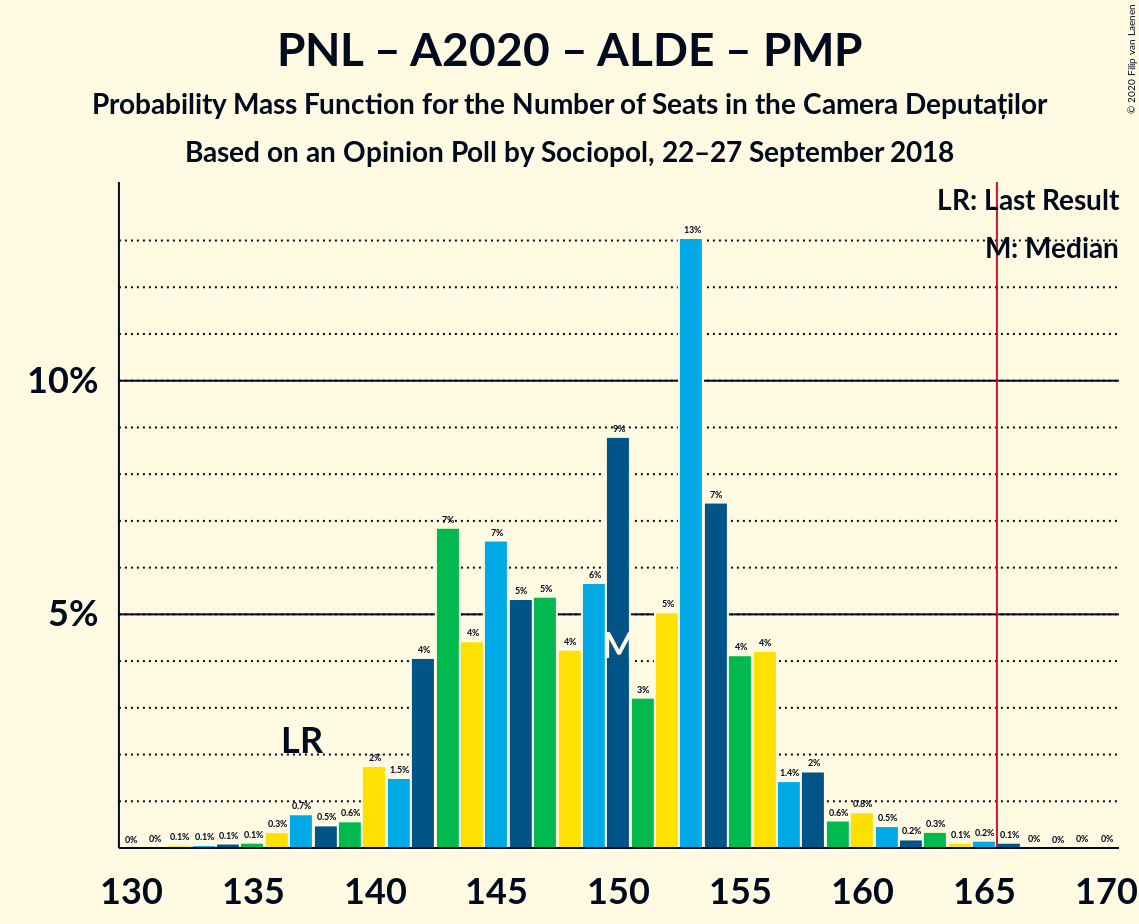 PNL – A2020 – ALDE – PMP
Probability Mass Function for the Number of Seats in the Camera Deputaților
Based on an Opinion Poll by Sociopol, 22–27 September 2018
© 2020 Filip van Laenen
LR: Last Result
M: Median
10%
5%
0% 0% 0.1% 0.1% 0.1% 0.1% 0.3% 0.7% 0.5% 0.6% 2% 1.5% 4% 7% 4% 7% 5% 5% 4% 6% 9% 3% 5% 13% 7% 4% 4% 1.4% 2% 0.6% 0.8% 0.5% 0.2% 0.3% 0.1% 0.2% 0.1% 0% 0% 0% 0%
LR
M
130 135 140 145 150 155 160 165 170